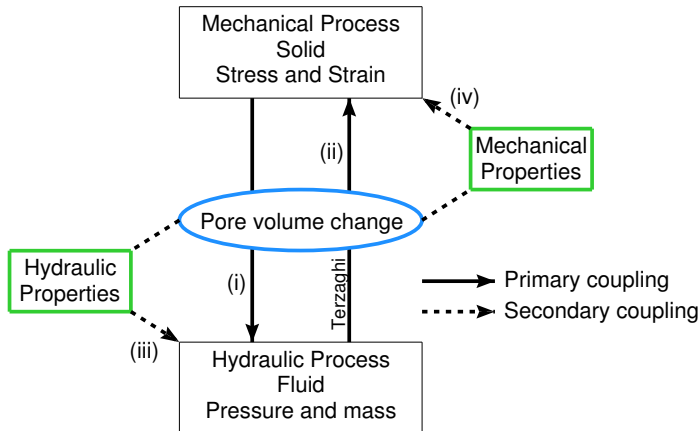 Mechanical Process
Solid
Stress and Strain
(iv)
(ii)
Mechanical
Properties
Pore volume change
Hydraulic
Properties
(i)
Terzaghi
Primary coupling
Secondary coupling
(iii)
Hydraulic Process
Fluid
Pressure and mass